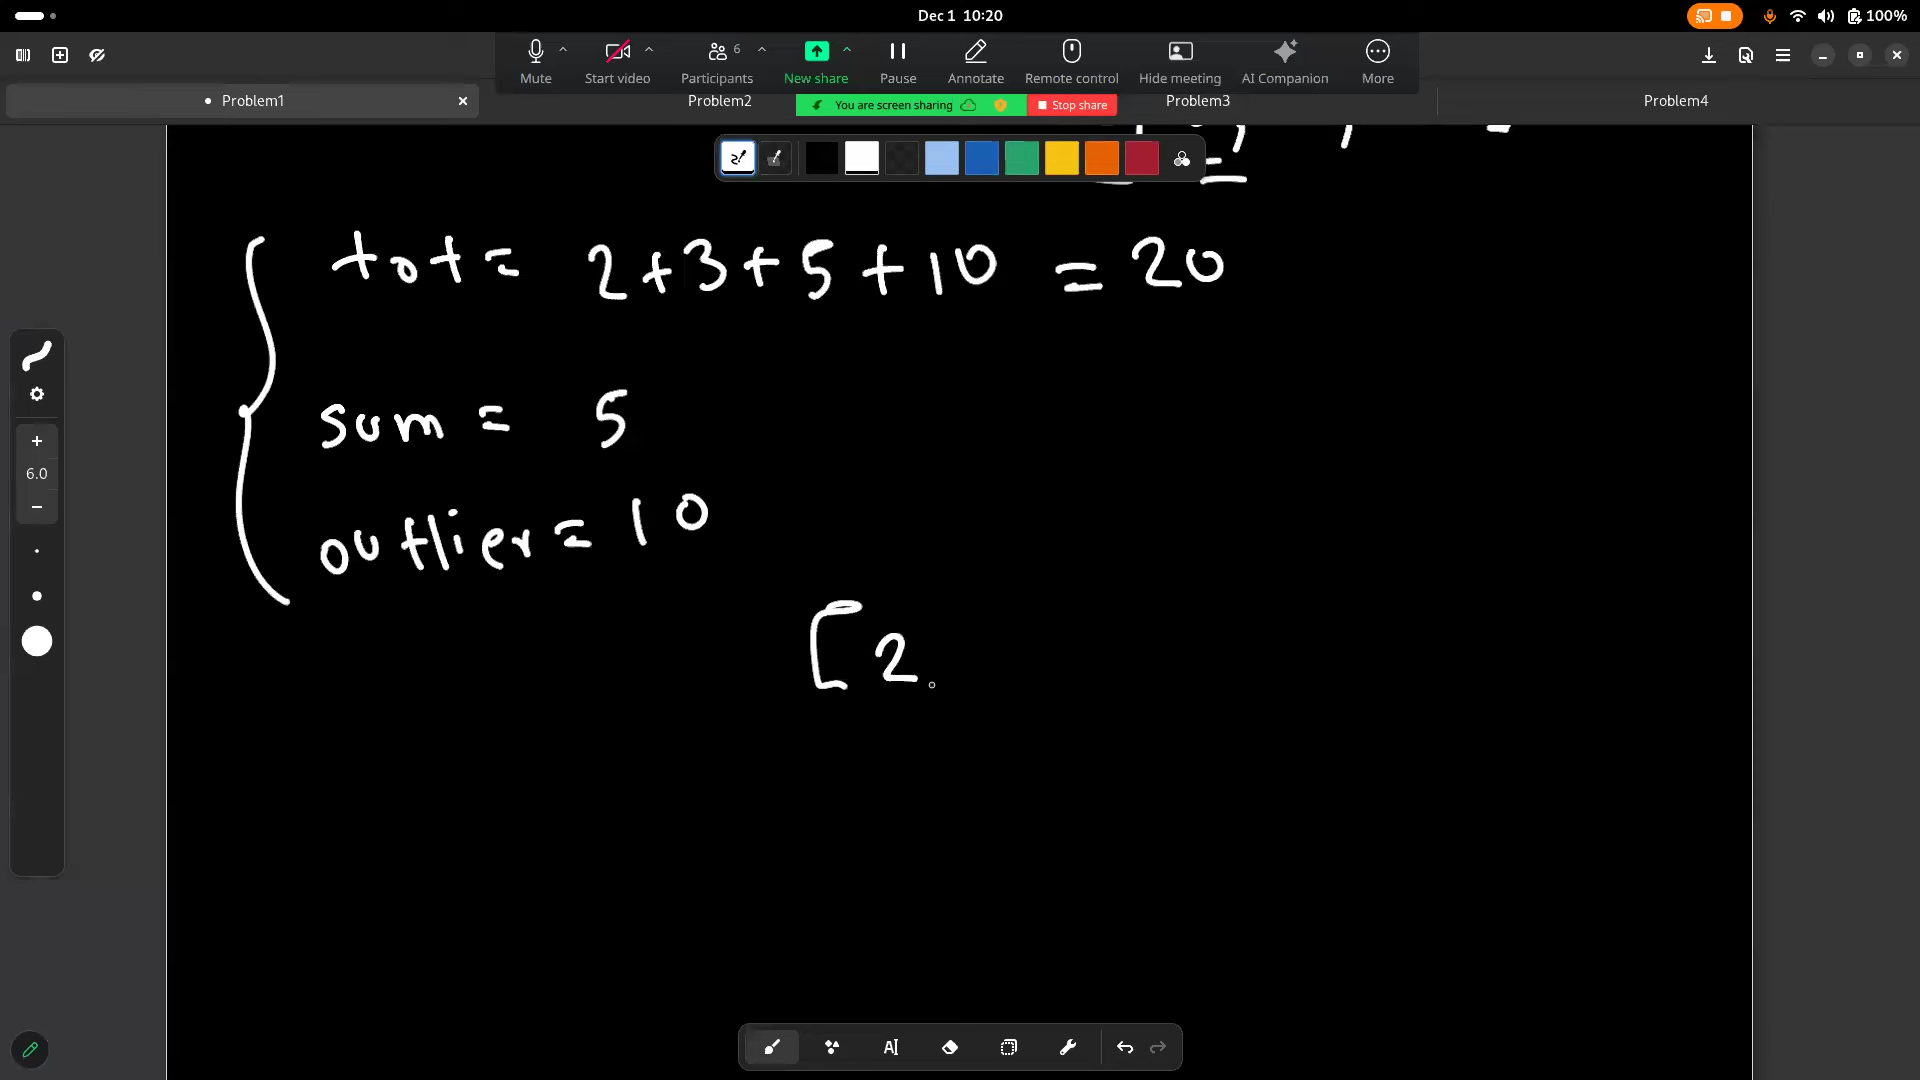 Dec 1 10:20
100%
Mute
Start video
6
Participants
New share
Pause
Annotate
Remote control
Hide meeting
AI Companion
More
Problem1
Problem2
You are screen sharing
Stop share
Problem3
Problem4
tot = 2+3+5+10 = 20
sum = 5
outlier = 10
[2
+
6.0
−